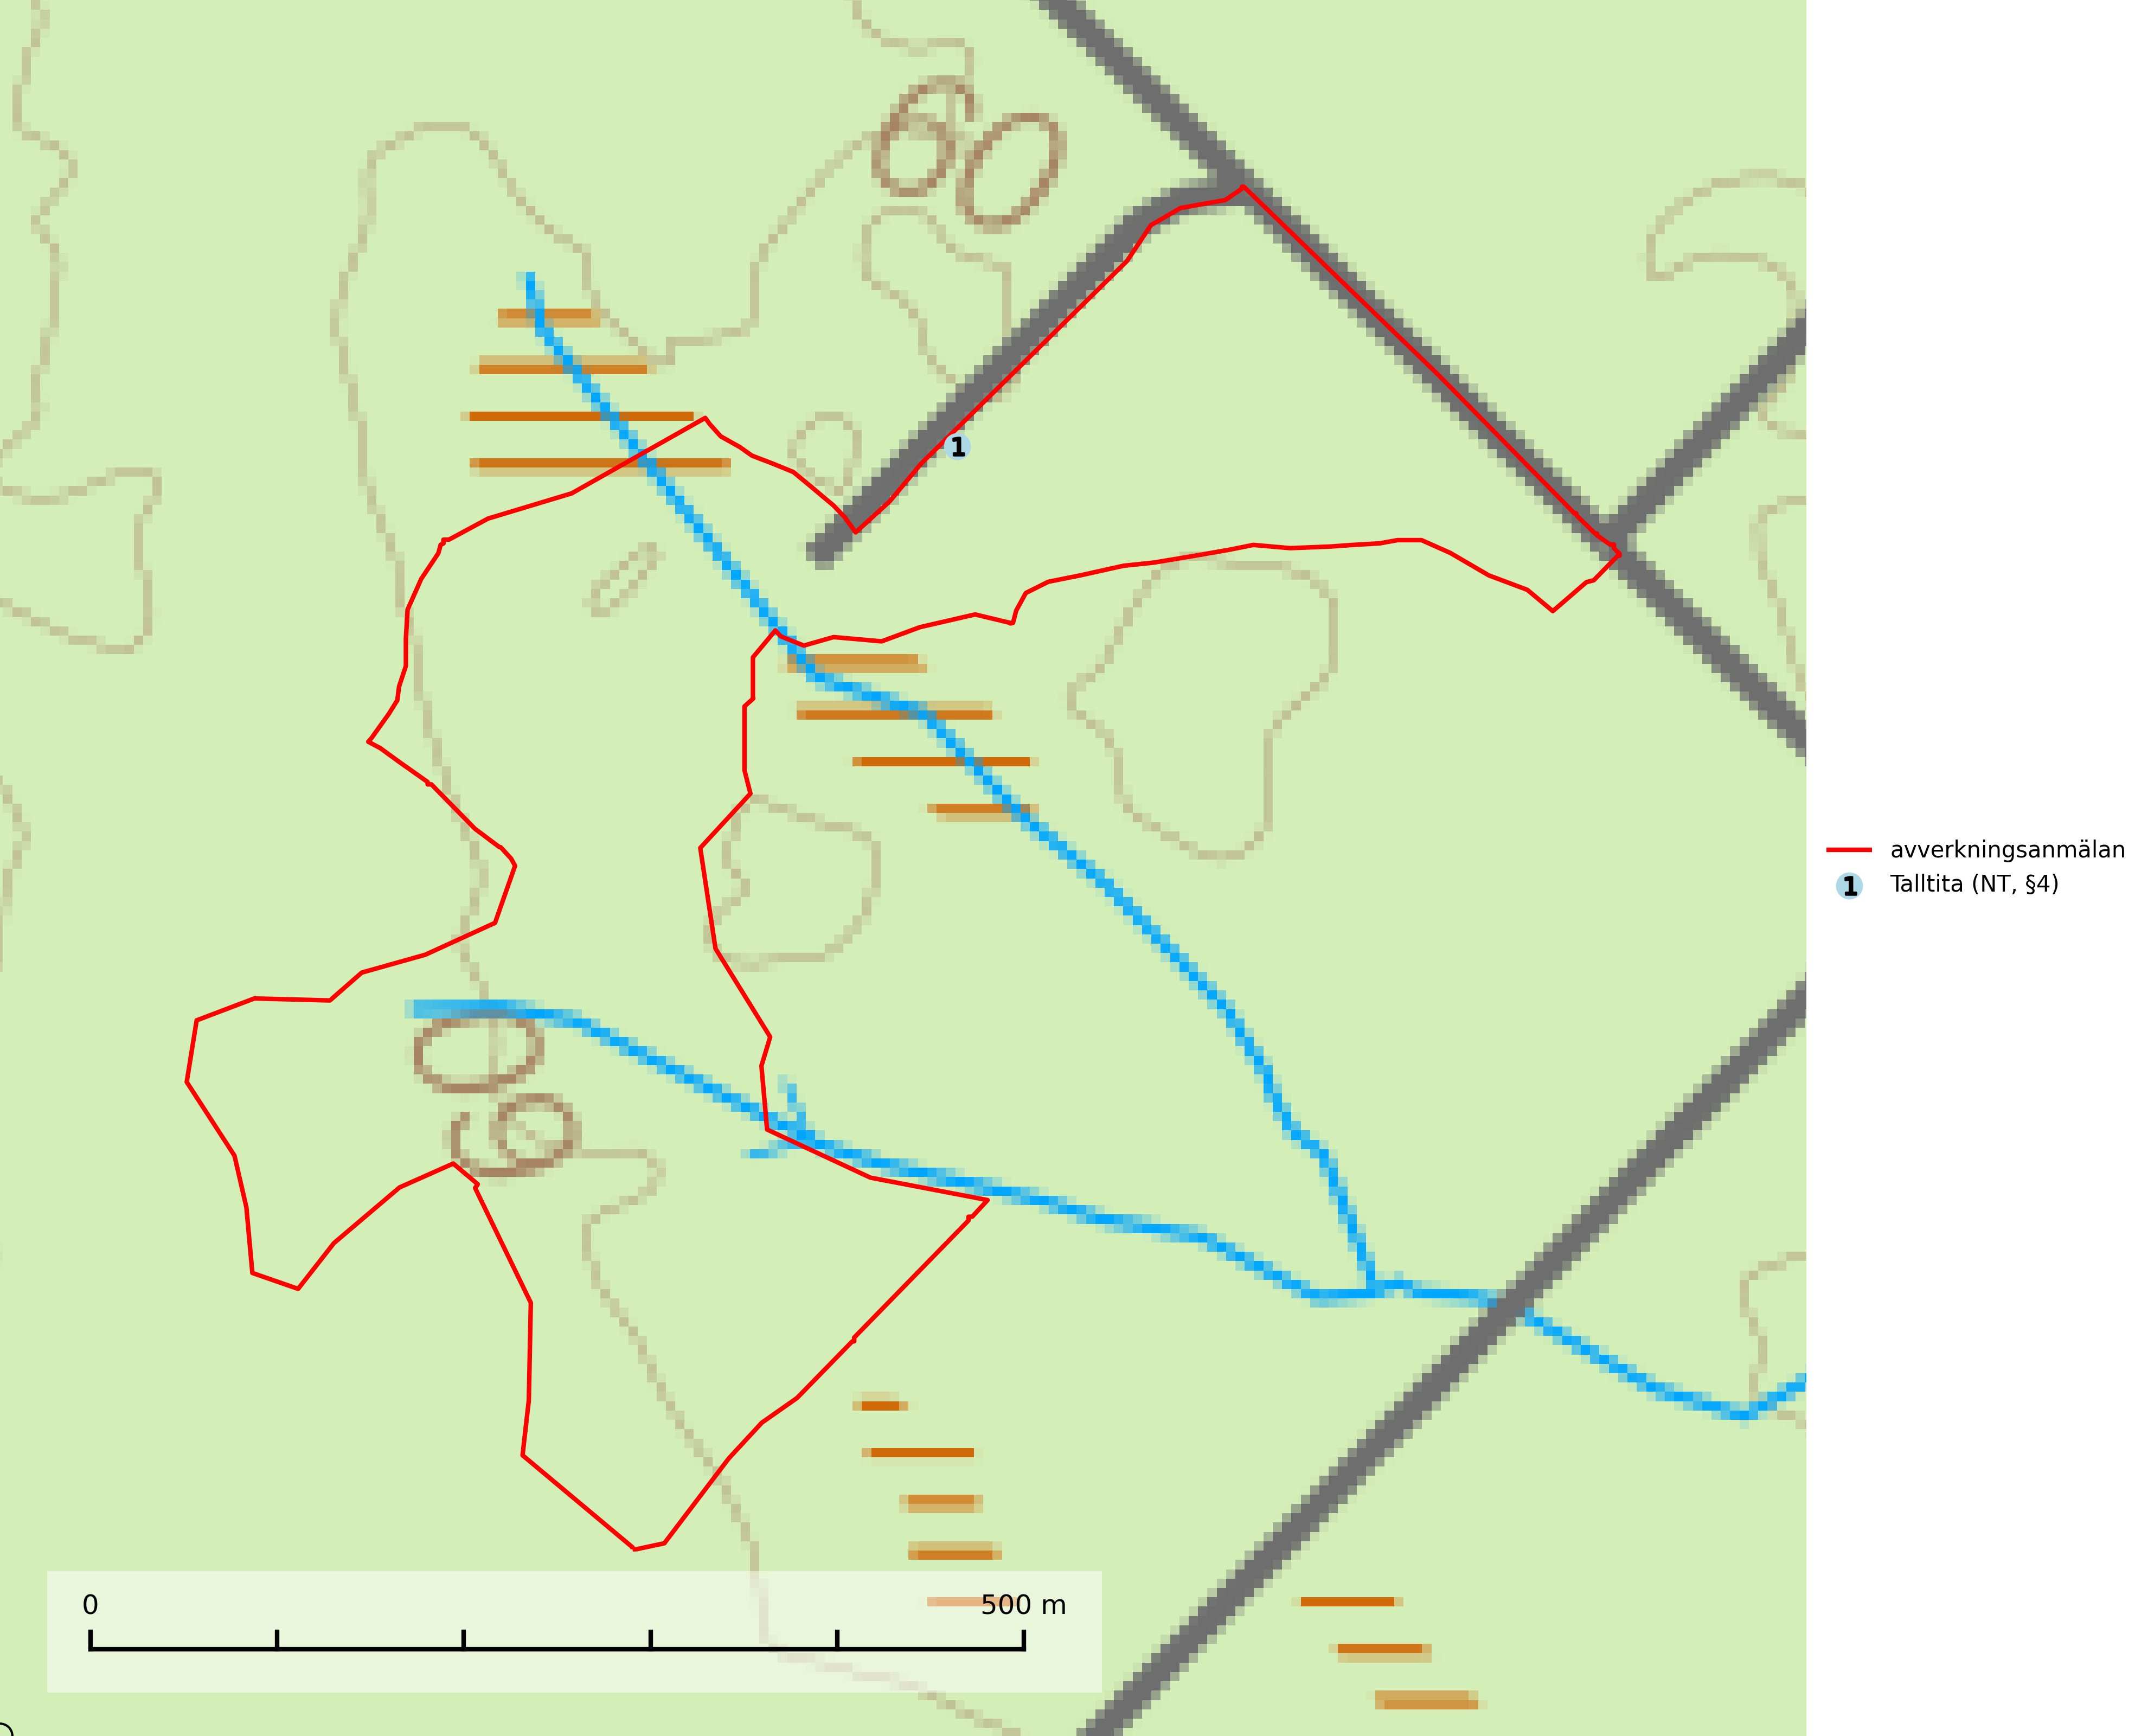 1
avverkningsanmälan
1 Talltita (NT, §4)
0 500 m